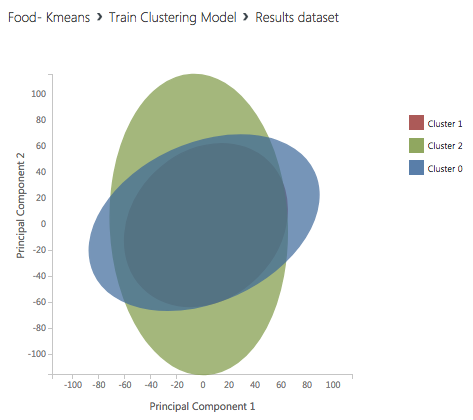 Food- Kmeans › Train Clustering Model › Results dataset
100
80
60
40
20
0
-20
-40
-60
-80
-100
Principal Component 2
-100 -80 -60 -40 -20 0 20 40 60 80 100
Principal Component 1
Cluster 1
Cluster 2
Cluster 0